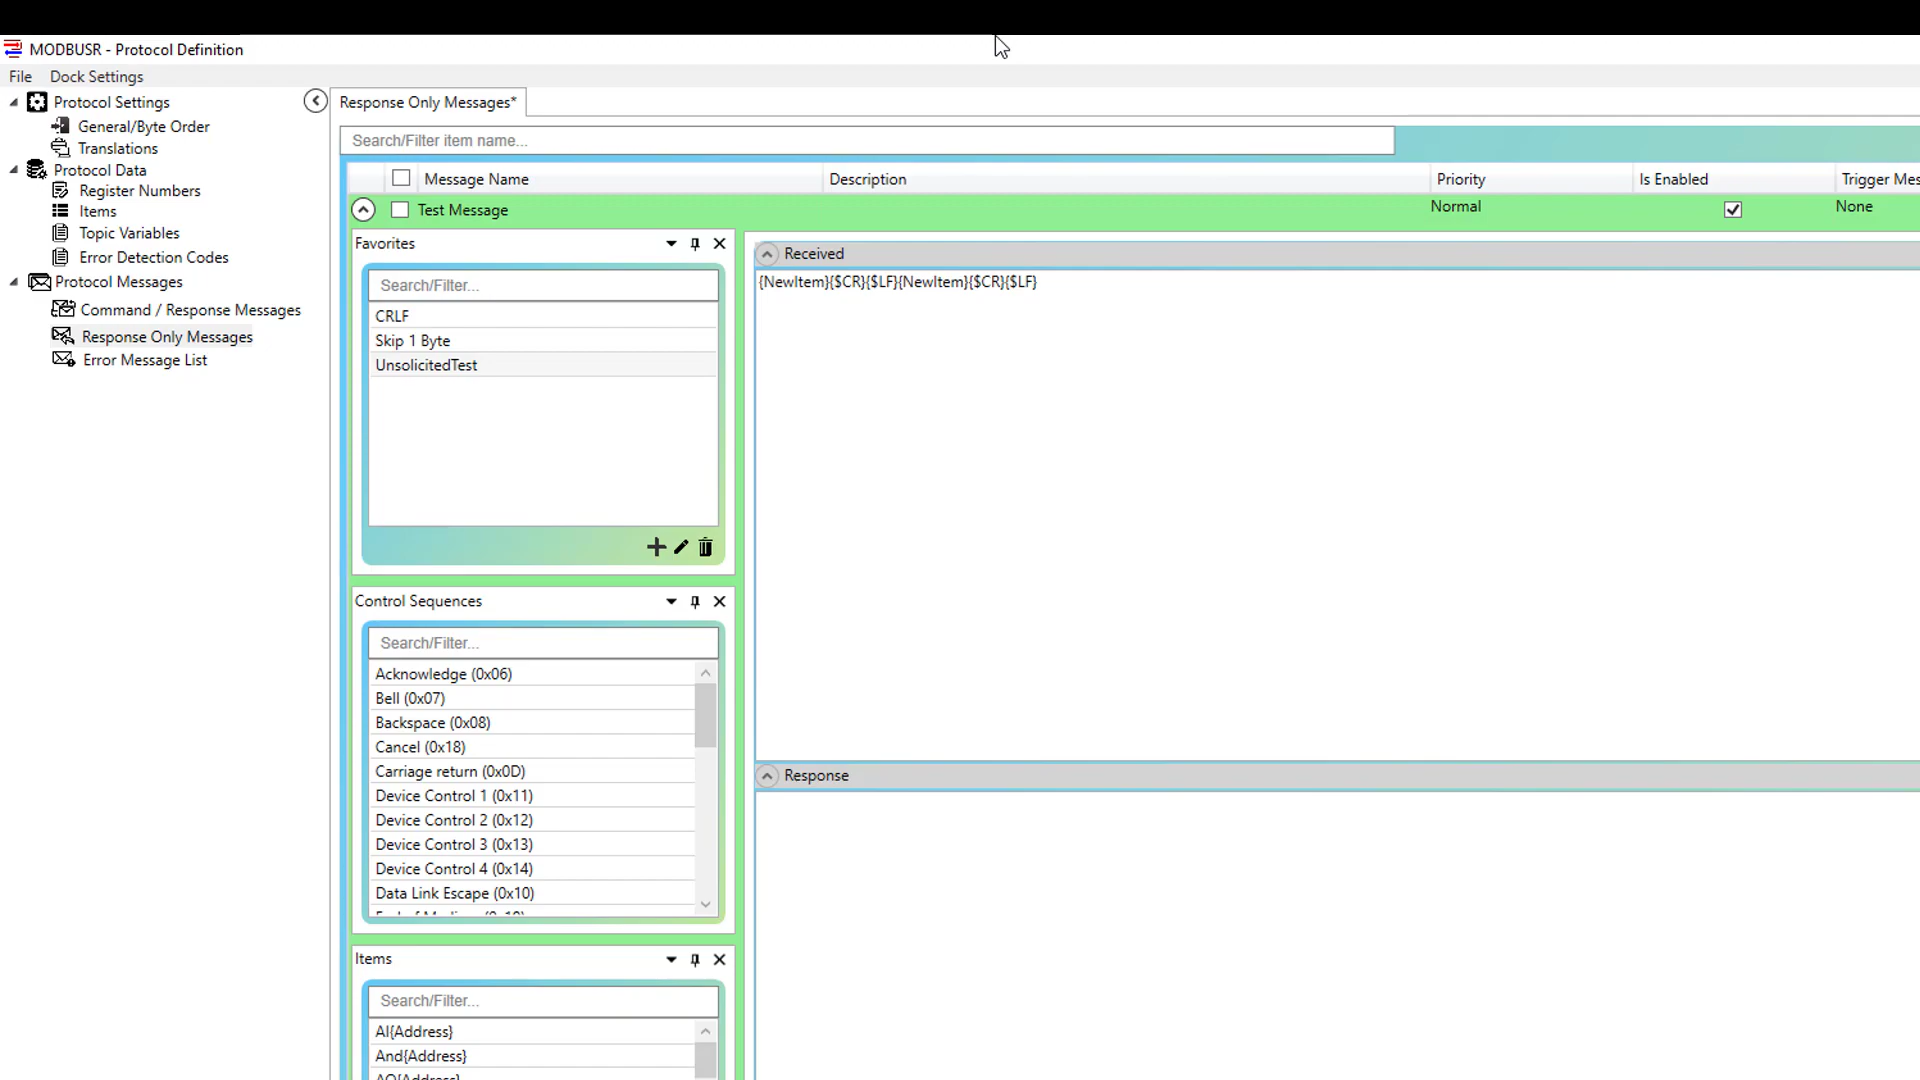 MODBUSR - Protocol Definition
File Dock Settings
Protocol Settings
General/Byte Order
Translations
Protocol Data
Register Numbers
Items
Topic Variables
Error Detection Codes
Protocol Messages
Command / Response Messages
Response Only Messages
Error Message List
Response Only Messages*
Search/Filter item name...
Message Name Description Priority Is Enabled Trigger Mes
Test Message Normal None
Favorites
Search/Filter...
CRLF
Skip 1 Byte
UnsolicitedTest
Control Sequences
Search/Filter...
Acknowledge (0x06)
Bell (0x07)
Backspace (0x08)
Cancel (0x18)
Carriage return (0x0D)
Device Control 1 (0x11)
Device Control 2 (0x12)
Device Control 3 (0x13)
Device Control 4 (0x14)
Data Link Escape (0x10)
Items
Search/Filter...
AI{Address}
And{Address}
Received
{NewItem}{$CR}{$LF}{NewItem}{$CR}{$LF}
Response